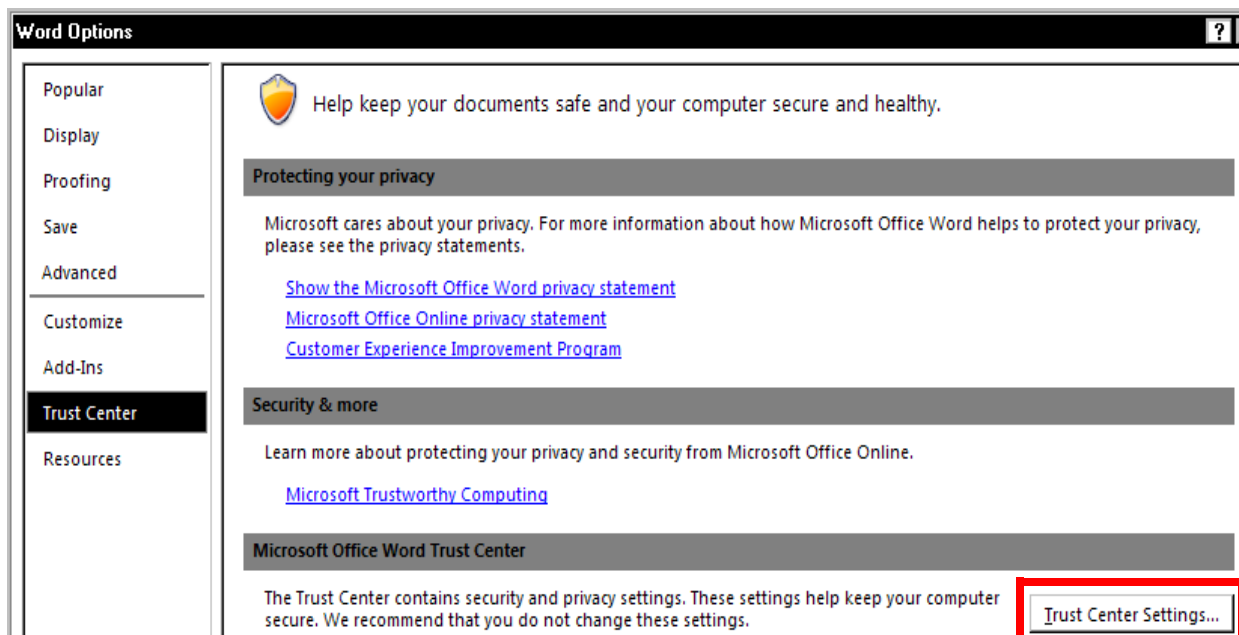 Word Options
?
Popular
Display
Proofing
Save
Advanced
Customize
Add-Ins
Trust Center
Resources
Help keep your documents safe and your computer secure and healthy.
Protecting your privacy
Microsoft cares about your privacy. For more information about how Microsoft Office Word helps to protect your privacy,
please see the privacy statements.
Show the Microsoft Office Word privacy statement
Microsoft Office Online privacy statement
Customer Experience Improvement Program
Security & more
Learn more about protecting your privacy and security from Microsoft Office Online.
Microsoft Trustworthy Computing
Microsoft Office Word Trust Center
The Trust Center contains security and privacy settings. These settings help keep your computer
secure. We recommend that you do not change these settings.
Trust Center Settings...